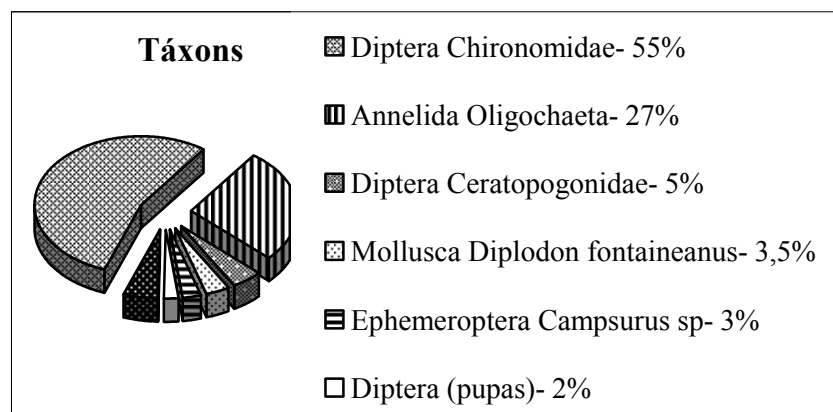 Táxons
Diptera Chironomidae- 55%
Annelida Oligochaeta- 27%
Diptera Ceratopogonidae- 5%
Mollusca Diplodon fontaineanus- 3,5%
Ephemeroptera Campsurus sp- 3%
Diptera (pupas)- 2%